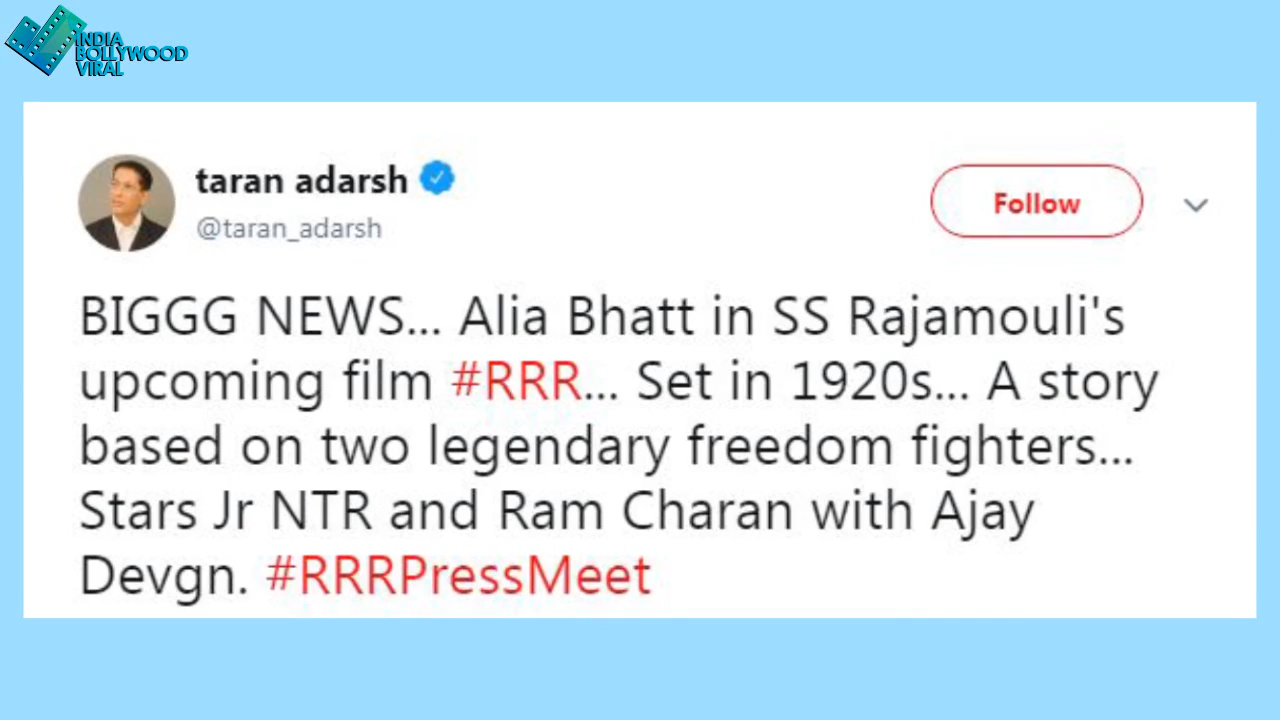 INDIA
BOLLYWOOD
VIRAL
taran adarsh
@taran_adarsh
Follow
BIGGG NEWS... Alia Bhatt in SS Rajamouli's
upcoming film #RRR... Set in 1920s... A story
based on two legendary freedom fighters...
Stars Jr NTR and Ram Charan with Ajay
Devgn. #RRRPressMeet